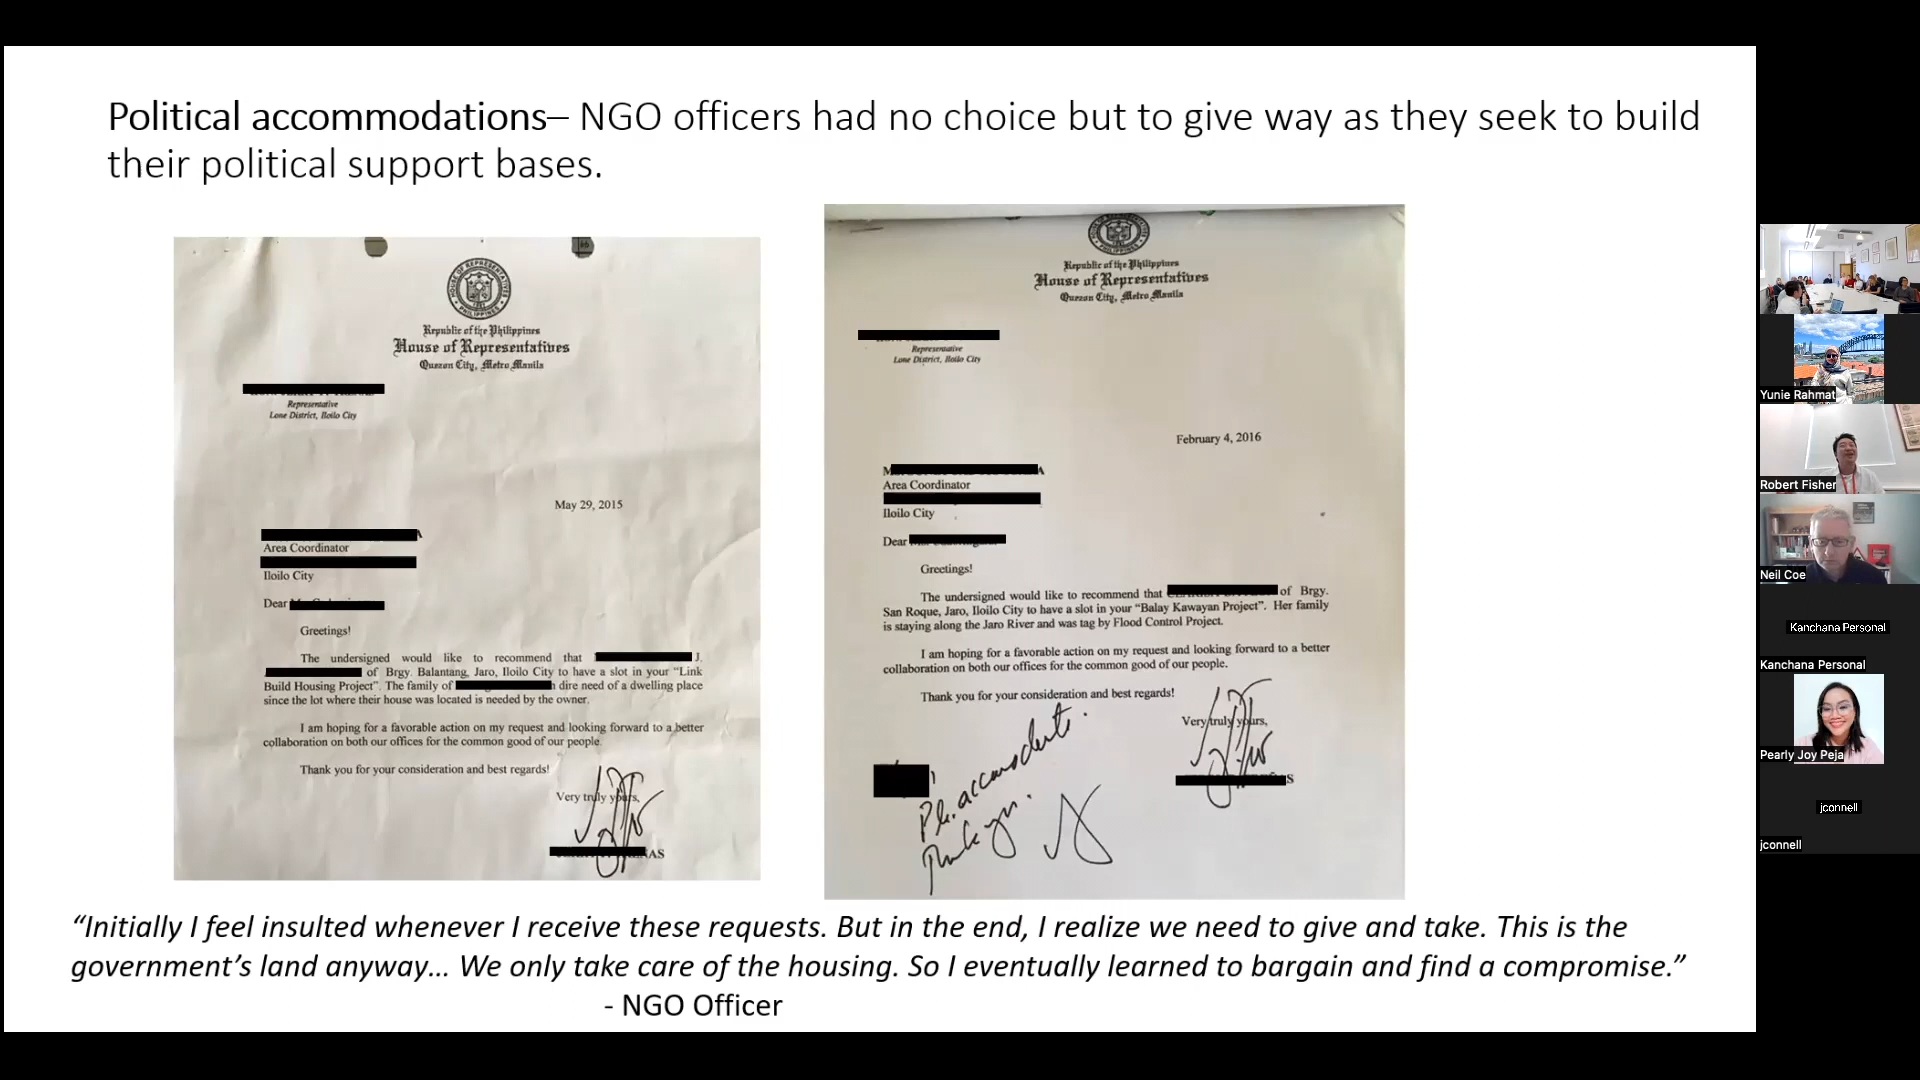 Political accommodations– NGO officers had no choice but to give way as they seek to build
their political support bases.
HOUSE OF REPRESENTATIVES
PHILIPPINES
Republic of the Philippines
House of Representatives
Quezon City, Metro Manila
Representative
Lone District, Iloilo City
May 29, 2015
Area Coordinator
Iloilo City
Dear
Greetings!
The undersigned would like to recommend that J.
of Brgy. Balantang, Jaro, Iloilo City to have a slot in your “Link
Build Housing Project”. The family of dire need of a dwelling place
since the lot where their house was located is needed by the owner.
I am hoping for a favorable action on my request and looking forward to a better
collaboration on both our offices for the common good of our people.
Thank you for your consideration and best regards!
Very truly yours,
AS
Republic of the Philippines
House of Representatives
Quezon City, Metro Manila
Representative
Lone District, Iloilo City
February 4, 2016
M A
Area Coordinator
Iloilo City
Dear
Greetings!
The undersigned would like to recommend that of Brgy.
San Roque, Jaro, Iloilo City to have a slot in your “Balay Kawayan Project”. Her family
is staying along the Jaro River and was tag by Flood Control Project.
I am hoping for a favorable action on my request and looking forward to a better
collaboration on both our offices for the common good of our people.
Thank you for your consideration and best regards!
Very truly yours,
S
Pls. accomodate.
“Initially I feel insulted whenever I receive these requests. But in the end, I realize we need to give and take. This is the
government’s land anyway… We only take care of the housing. So I eventually learned to bargain and find a compromise.”
- NGO Officer
Yunie Rahmat
Robert Fisher
Neil Coe
Kanchana Personal
Kanchana Personal
Pearly Joy Peja
jconnell
jconnell